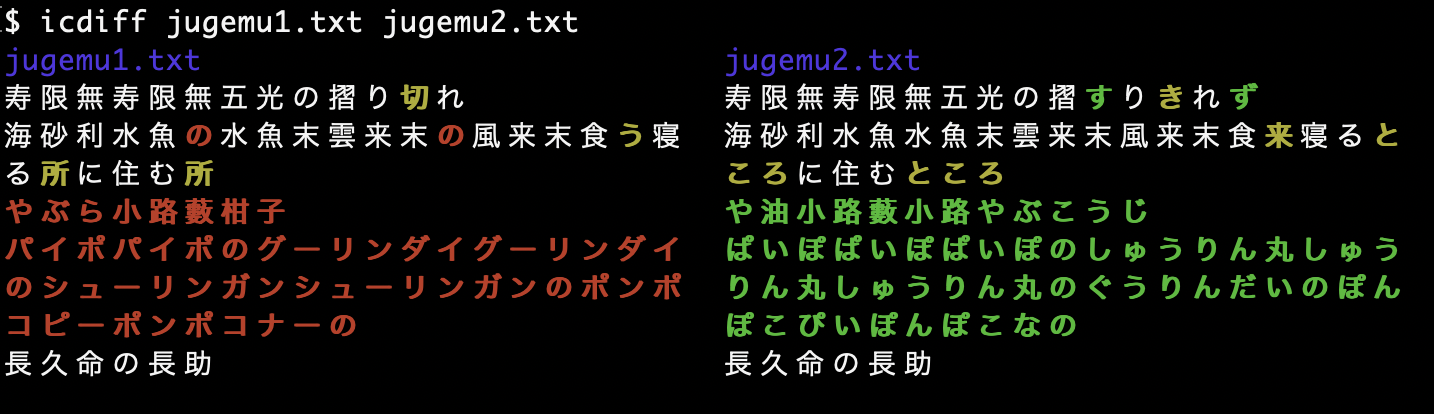 $ icdiff jugemu1.txt jugemu2.txt
jugemu1.txt jugemu2.txt
寿限無寿限無五光の摺り切れ 寿限無寿限無五光の摺すりきれず
海砂利水魚の水魚末雲来末の風来末食う寝 海砂利水魚水魚末雲来末風来末食来寝ると
る所に住む所 ころに住むところ
やぶら小路藪柑子 や油小路藪小路やぶこうじ
パイポパイポのグーリンダイグーリンダイ ぱいぽぱいぽぱいぽのしゅうりん丸しゅう
のシューリンガンシューリンガンのポンポ りん丸しゅうりん丸のぐうりんだいのぽん
コピーポンポコナーの ぽこぴいぽんぽこなの
長久命の長助 長久命の長助